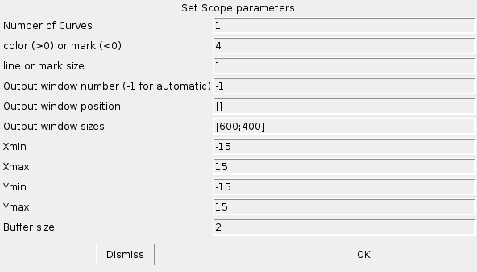 Set Scope parameters
Number of Curves 1
color (>0) or mark (<0) 4
line or mark size 1
Output window number (-1 for automatic) -1
Output window position []
Output window sizes [600;400]
Xmin -15
Xmax 15
Ymin -15
Ymax 15
Buffer size 2
Dismiss OK